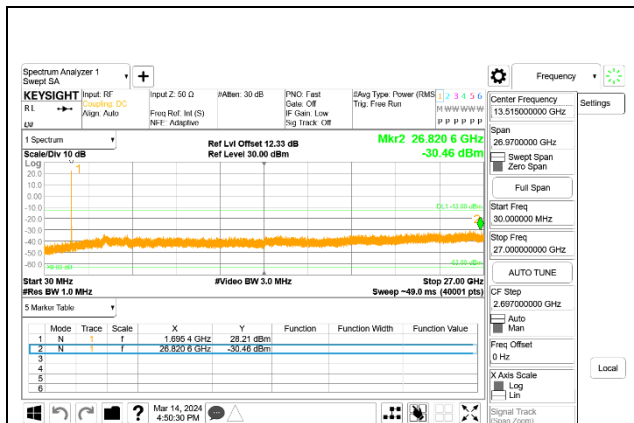 Spectrum Analyzer 1
Swept SA
+
Frequency
KEYSIGHT
Input: RF
Coupling: DC
Align: Auto
Input Z: 50 Ω
Freq Ref: Int (S)
NFE: Adaptive
#Atten: 30 dB
PNO: Fast
Gate: Off
IF Gain: Low
Sig Track: Off
#Avg Type: Power (RMS
Trig: Free Run
1 2 3 4 5 6
M W W W W W
P P P P P P
Settings
1 Spectrum
Scale/Div 10 dB
Ref Lvl Offset 12.33 dB
Ref Level 30.00 dBm
Mkr2 26.820 6 GHz
-30.46 dBm
Log
20.0
10.0
0.00
-10.0
-20.0
-30.0
-40.0
-50.0
-60.0
1
DL1 -13.00 dBm
Start 30 MHz
#Res BW 1.0 MHz
#Video BW 3.0 MHz
Stop 27.00 GHz
Sweep ~49.0 ms (40001 pts)
5 Marker Table
Mode Trace Scale X Y Function Function Width Function Value
1 N 1 f 1.695 4 GHz 28.21 dBm
2 N 1 f 26.820 6 GHz -30.46 dBm
3
4
5
6
Center Frequency
13.515000000 GHz
Span
26.9700000 GHz
Swept Span
Zero Span
Full Span
Start Freq
30.000000 MHz
Stop Freq
27.00000000 GHz
AUTO TUNE
CF Step
2.697000000 GHz
Auto
Man
Freq Offset
0 Hz
X Axis Scale
Log
Lin
Signal Track
(Span Zoom)
Local
?
Mar 14, 2024
4:50:30 PM